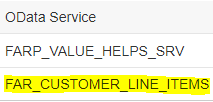 OData Service
FARP_VALUE_HELPS_SRV
FAR_CUSTOMER_LINE_ITEMS